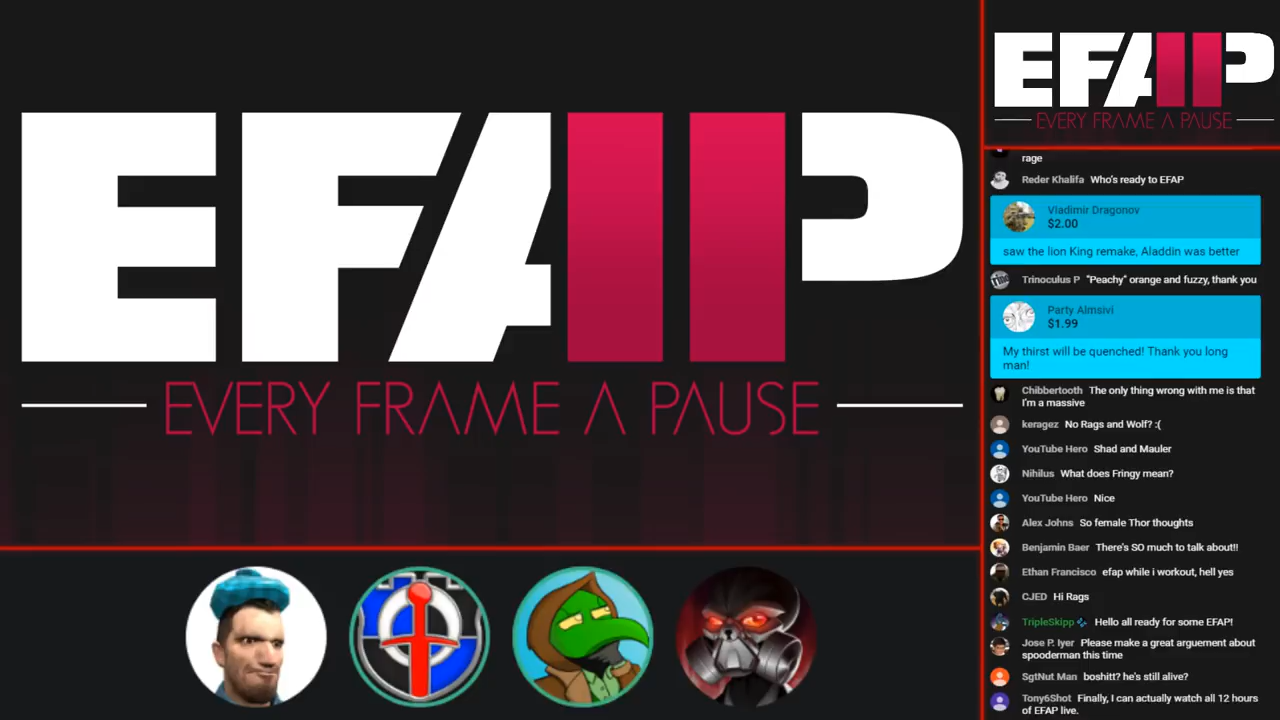 EFAP
EVERY FRAME A PAUSE
EFAP
EVERY FRAME A PAUSE
rage
Reder Khalifa Who's ready to EFAP
Vladimir Dragonov
$2.00
saw the lion King remake, Aladdin was better
Trinoculus P "Peachy" orange and fuzzy, thank you
Party Almsivi
$1.99
My thirst will be quenched! Thank you long
man!
Chibbertooth The only thing wrong with me is that
I'm a massive
keragez No Rags and Wolf? :(
YouTube Hero Shad and Mauler
Nihilus What does Fringy mean?
YouTube Hero Nice
Alex Johns So female Thor thoughts
Benjamin Baer There's SO much to talk about!!
Ethan Francisco efap while i workout, hell yes
CJED Hi Rags
TripleSkipp Hello all ready for some EFAP!
Jose P. Iyer Please make a great arguement about
spooderman this time
SgtNut Man boshitt? he's still alive?
Tony6Shot Finally, I can actually watch all 12 hours
of EFAP live.